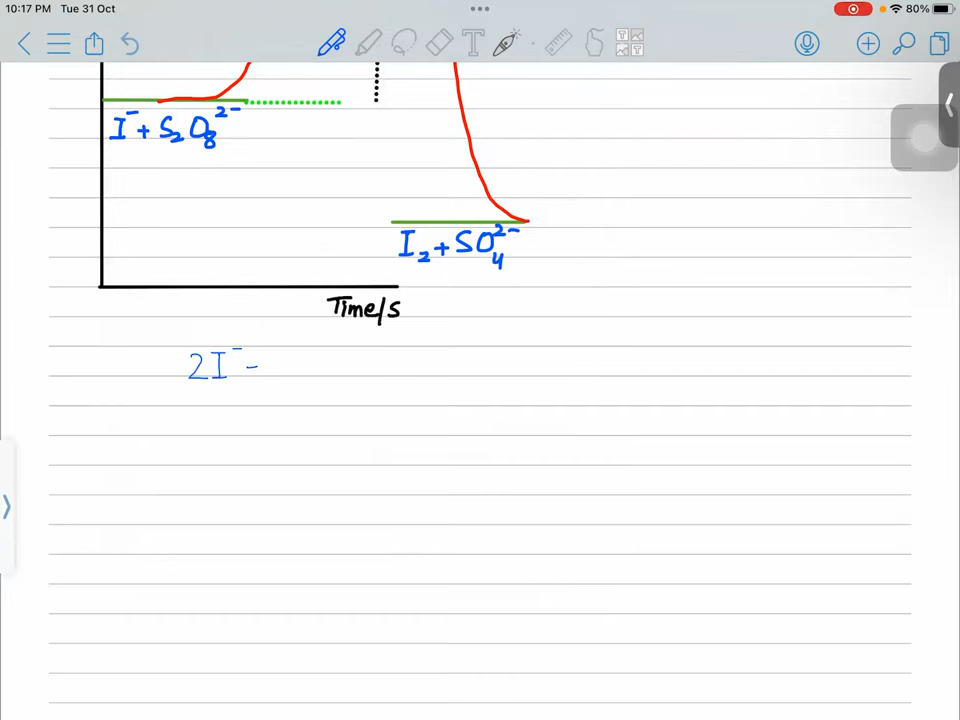 10:17 PM Tue 31 Oct 80%
I⁻ + S₂O₈²⁻
I₂ + SO₄²⁻
Time/s
2I⁻ -